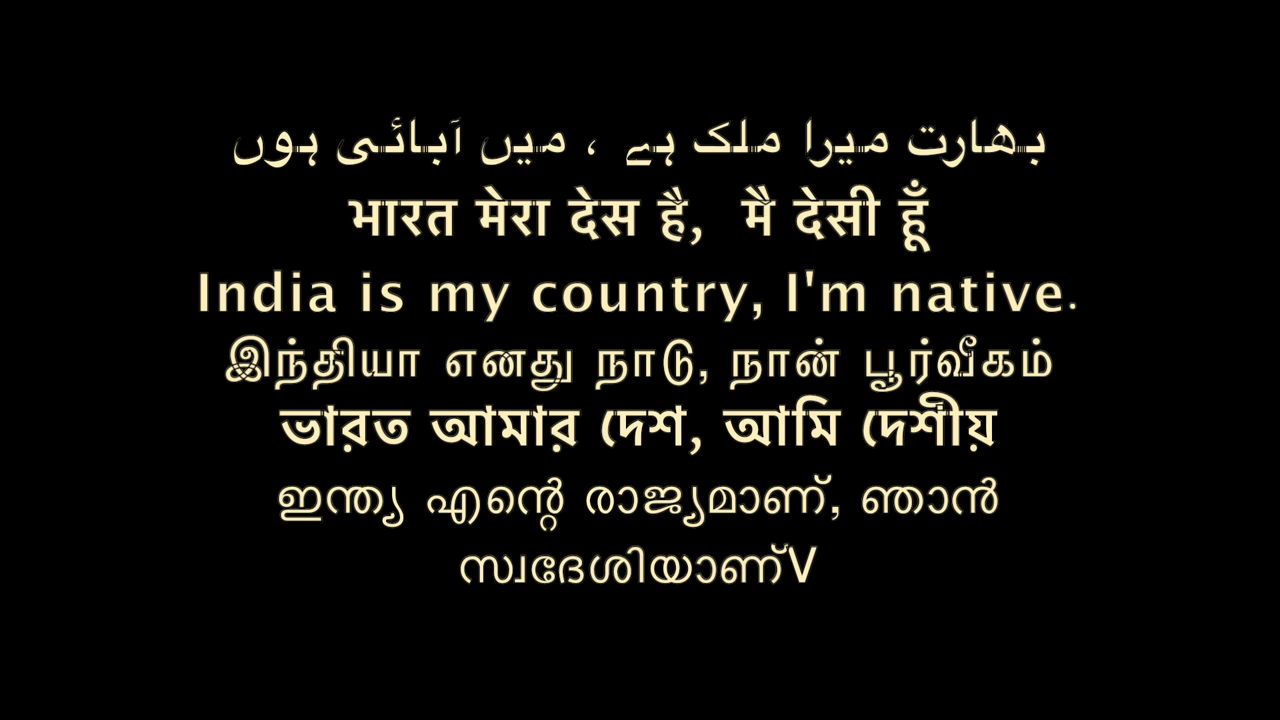 بھارت میرا ملک ہے ، میں آبائی ہوں
भारत मेरा देस है, मै देसी हूँ
India is my country, I'm native.
இந்தியா எனது நாடு, நான் பூர்வீகம்
ভারত আমার দেশ, আমি দেশীয়
ഇന്ത്യ എന്റെ രാജ്യമാണ്, ഞാൻ
സ്വദേശിയാണ്V